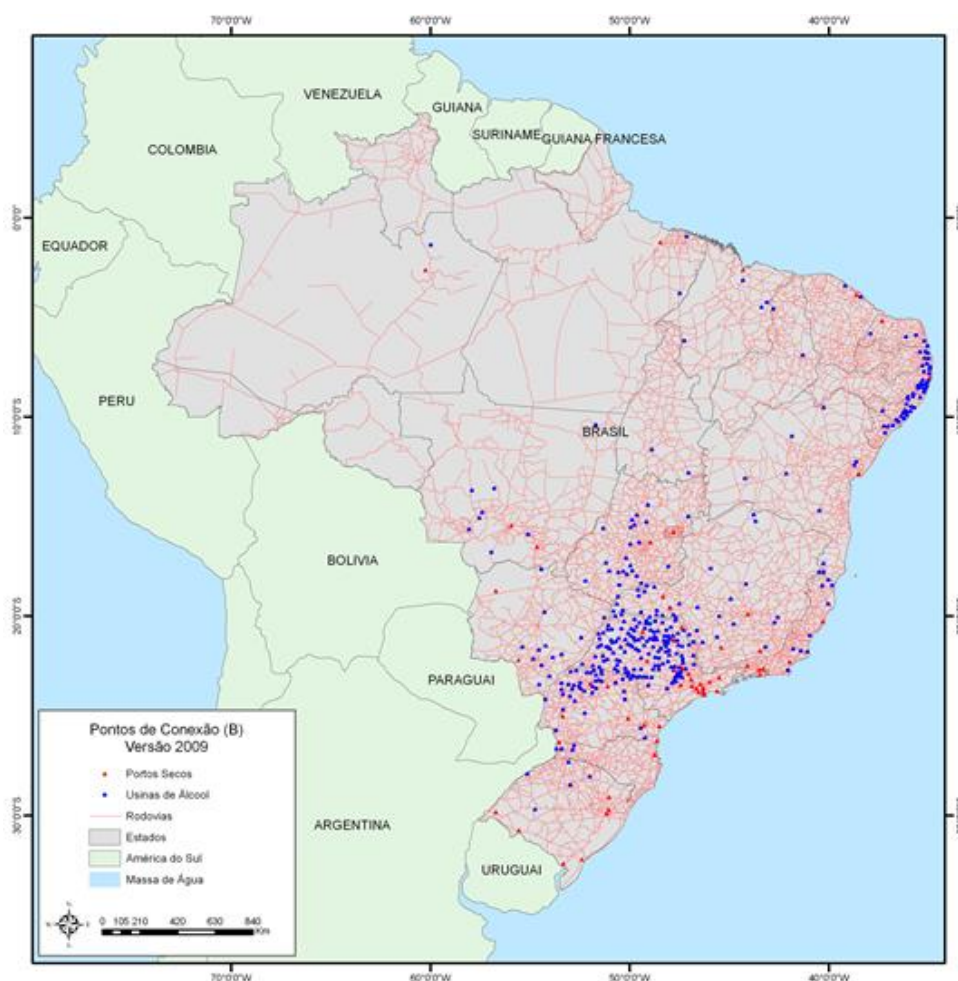 70°0'0"W 60°0'0"W 50°0'0"W 40°0'0"W
VENEZUELA
GUIANA
SURINAME
GUIANA FRANCESA
COLOMBIA
0°0'0"
EQUADOR
PERU
10°0'0"S
BRASIL
BOLIVIA
20°0'0"S
PARAGUAI
Pontos de Conexão (B)
Versão 2009
Portos Secos
Usinas de Álcool
Rodovias
Estados
América do Sul
Massa de Água
0 105 210 420 630 840
Km
30°0'0"S
ARGENTINA
URUGUAI
70°0'0"W 60°0'0"W 50°0'0"W 40°0'0"W